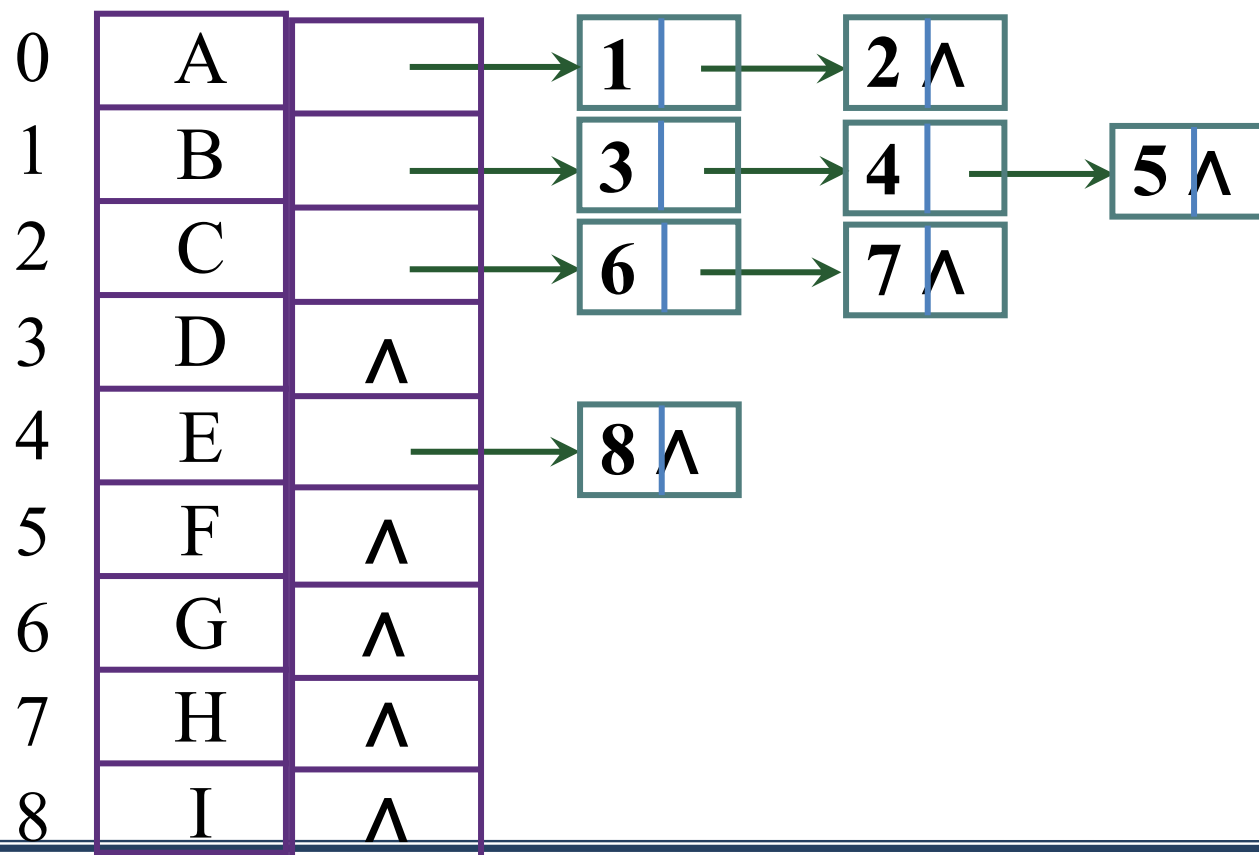 0 A 1 2 ∧
1 B 3 4 5 ∧
2 C 6 7 ∧
3 D ∧
4 E 8 ∧
5 F ∧
6 G ∧
7 H ∧
8 I ∧